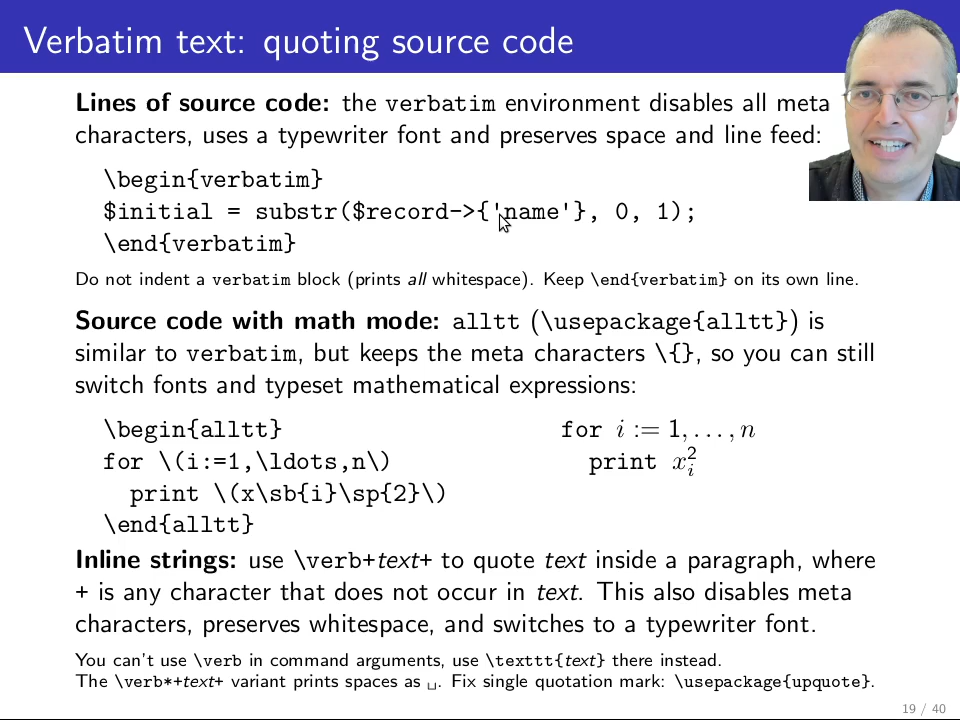 Verbatim text: quoting source code
Lines of source code: the verbatim environment disables all meta
characters, uses a typewriter font and preserves space and line feed:
\begin{verbatim}
$initial = substr($record->{'name'}, 0, 1);
\end{verbatim}
Do not indent a verbatim block (prints all whitespace). Keep \end{verbatim} on its own line.
Source code with math mode: alltt (\usepackage{alltt}) is
similar to verbatim, but keeps the meta characters \{}, so you can still
switch fonts and typeset mathematical expressions:
\begin{alltt}
for \(i:=1,\ldots,n\)
  print \(x\sb{i}\sp{2}\)
\end{alltt}
for i := 1, . . . , n
  print x_i^2
Inline strings: use \verb+text+ to quote text inside a paragraph, where
+ is any character that does not occur in text. This also disables meta
characters, preserves whitespace, and switches to a typewriter font.
You can't use \verb in command arguments, use \texttt{text} there instead.
The \verb*+text+ variant prints spaces as ␣. Fix single quotation mark: \usepackage{upquote}.
19 / 40